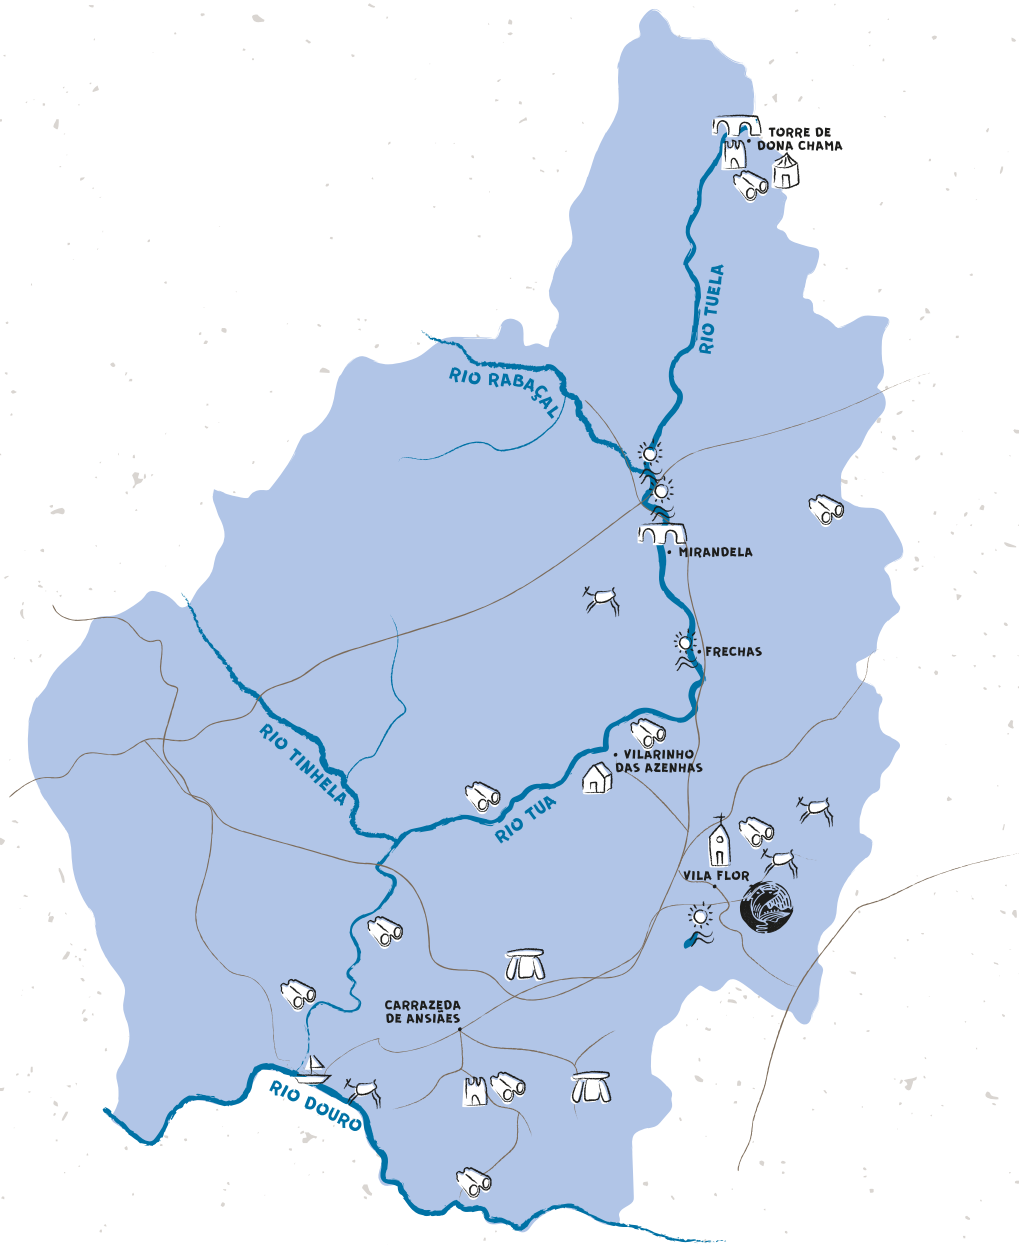 TORRE DE
DONA CHAMA
RIO TUELA
RIO RABAÇAL
MIRANDELA
FRECHAS
RIO TINHELA
VILARINHO
DAS AZENHAS
RIO TUA
VILA FLOR
CARRAZEDA
DE ANSIÃES
RIO DOURO